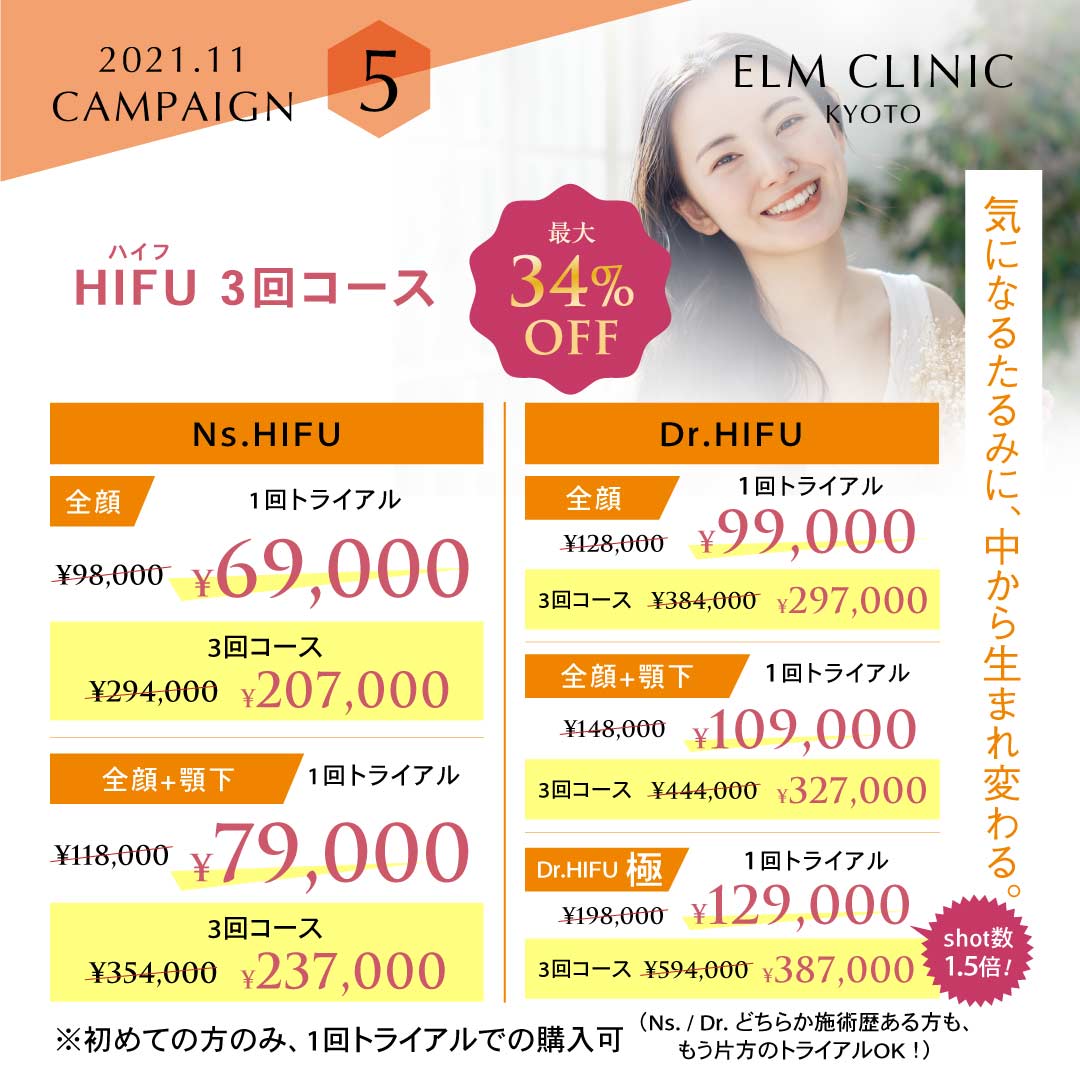 2021.11
CAMPAIGN
5
ELM CLINIC
KYOTO
ハイフ
HIFU 3回コース
最大
34%
OFF
気になるたるみに、中から生まれ変わる。
Ns.HIFU
全顔
1回トライアル
¥98,000 ¥69,000
3回コース
¥294,000 ¥207,000
全顔+顎下
1回トライアル
¥118,000 ¥79,000
3回コース
¥354,000 ¥237,000
Dr.HIFU
全顔
1回トライアル
¥128,000 ¥99,000
3回コース ¥384,000 ¥297,000
全顔+顎下
1回トライアル
¥148,000 ¥109,000
3回コース ¥444,000 ¥327,000
Dr.HIFU 極
1回トライアル
¥198,000 ¥129,000
3回コース ¥594,000 ¥387,000
shot数
1.5倍!
※初めての方のみ、1回トライアルでの購入可
（Ns. / Dr. どちらか施術歴ある方も、
もう片方のトライアルOK！）